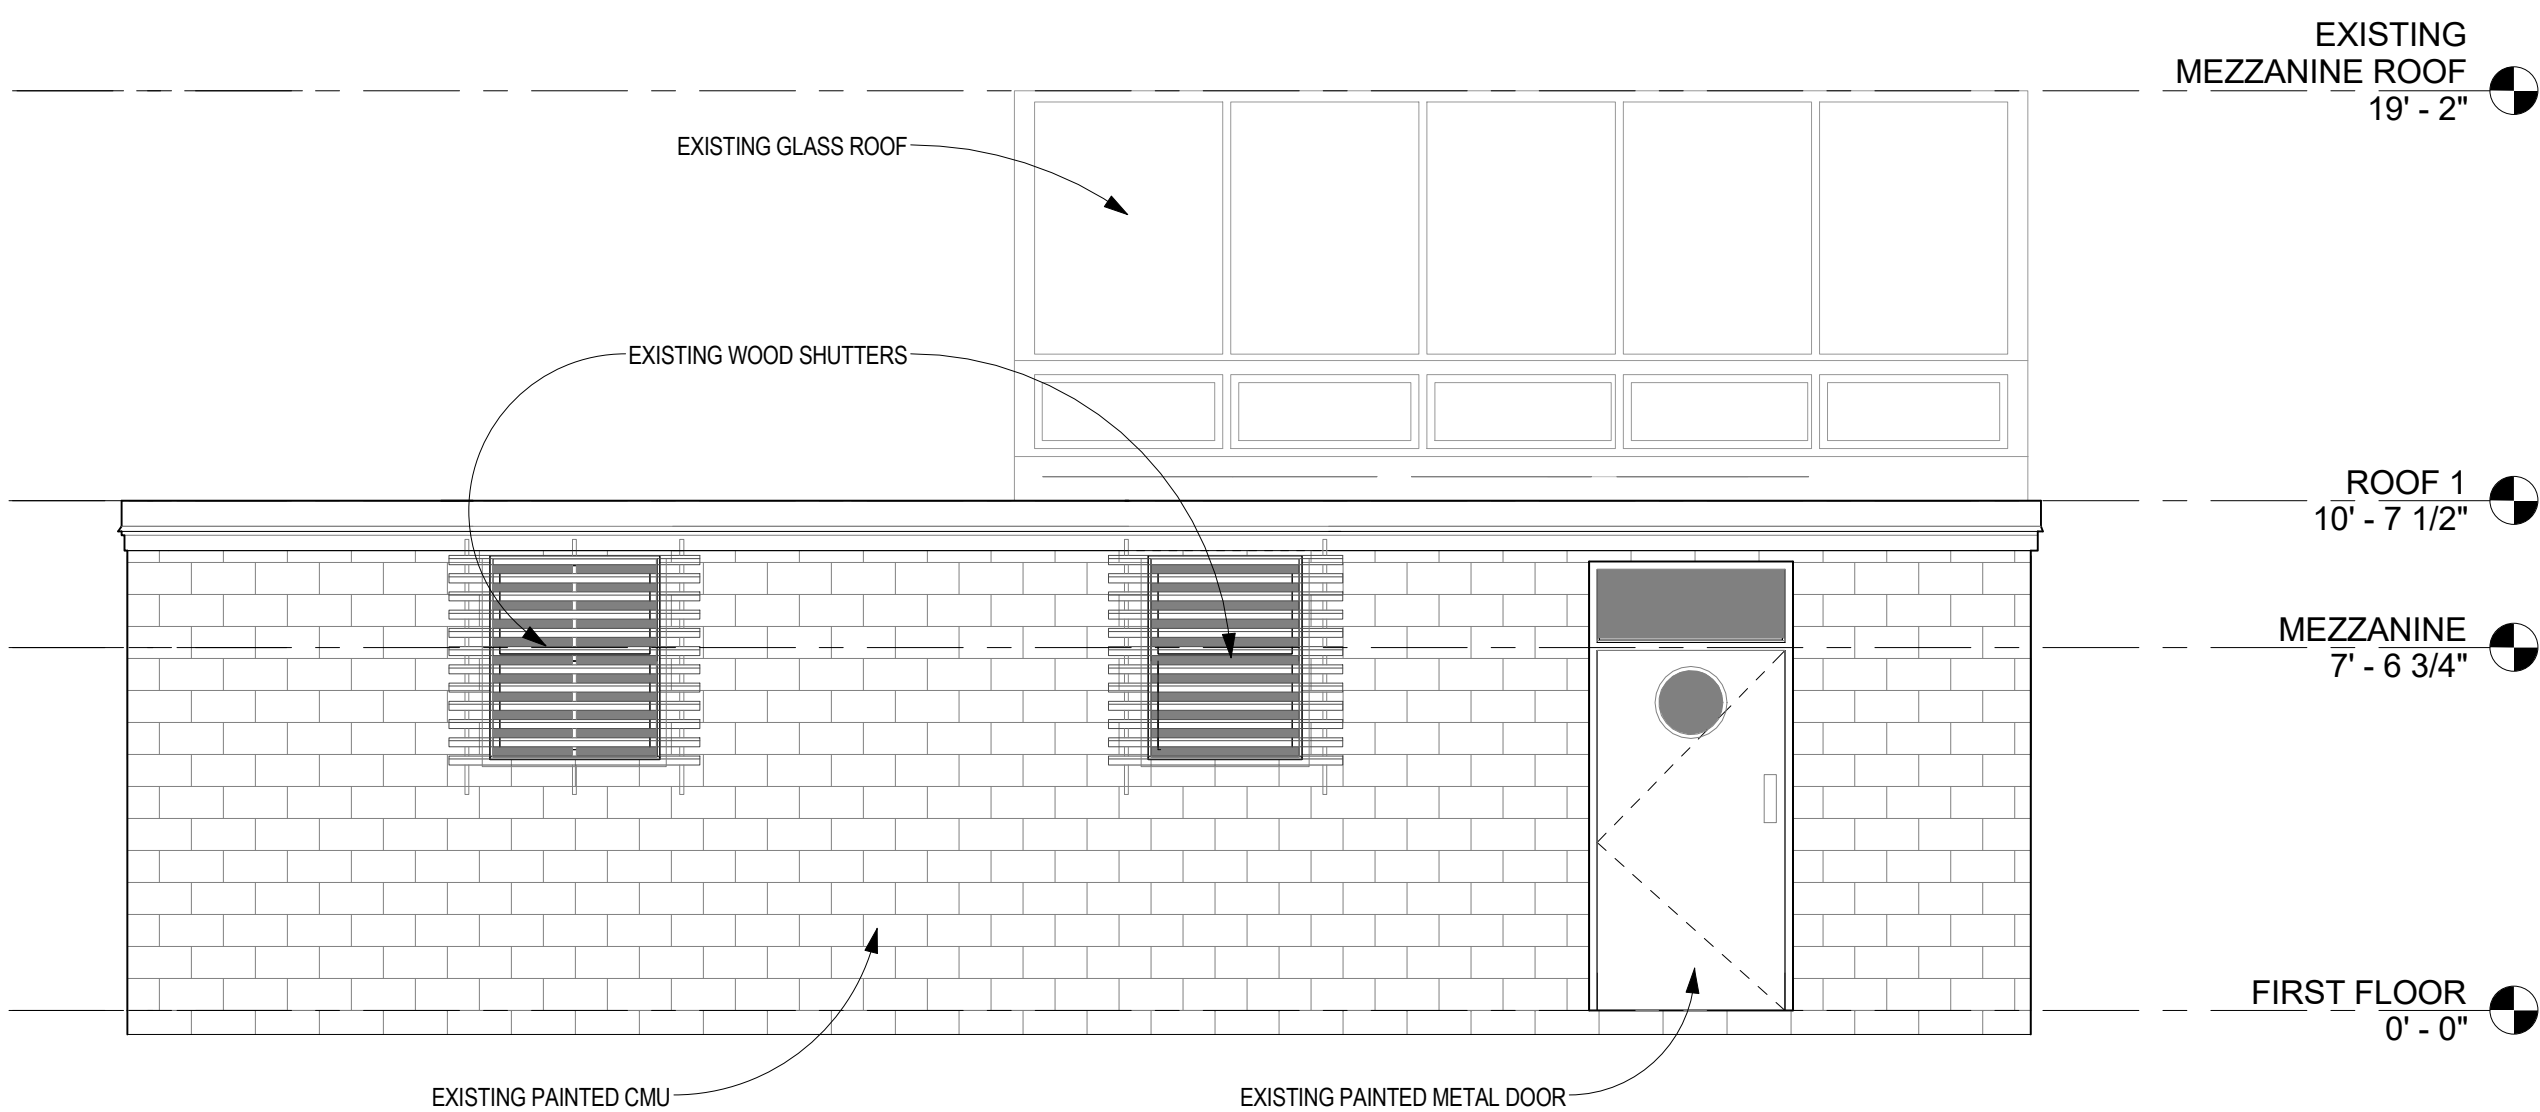 EXISTING
MEZZANINE ROOF
19' - 2"
EXISTING GLASS ROOF
EXISTING WOOD SHUTTERS
ROOF 1
10' - 7 1/2"
MEZZANINE
7' - 6 3/4"
FIRST FLOOR
0' - 0"
EXISTING PAINTED CMU
EXISTING PAINTED METAL DOOR